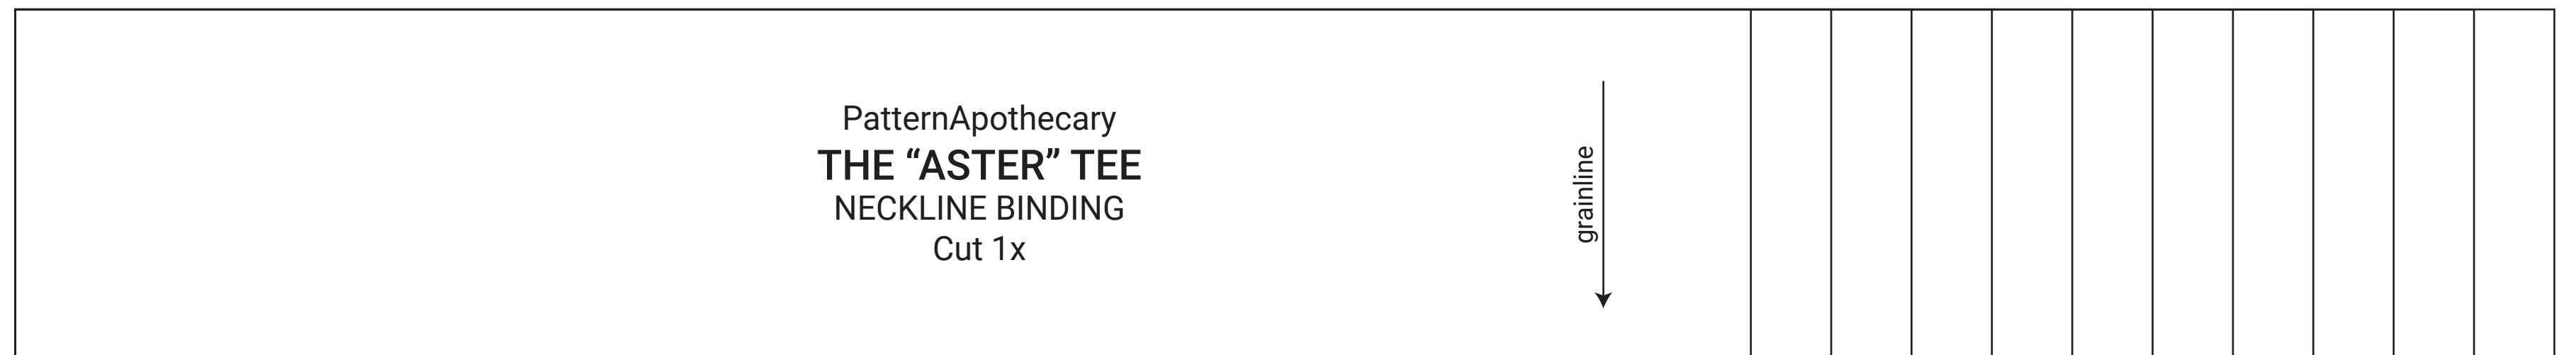 PatternApothecary
THE “ASTER” TEE
NECKLINE BINDING
Cut 1x
grainline